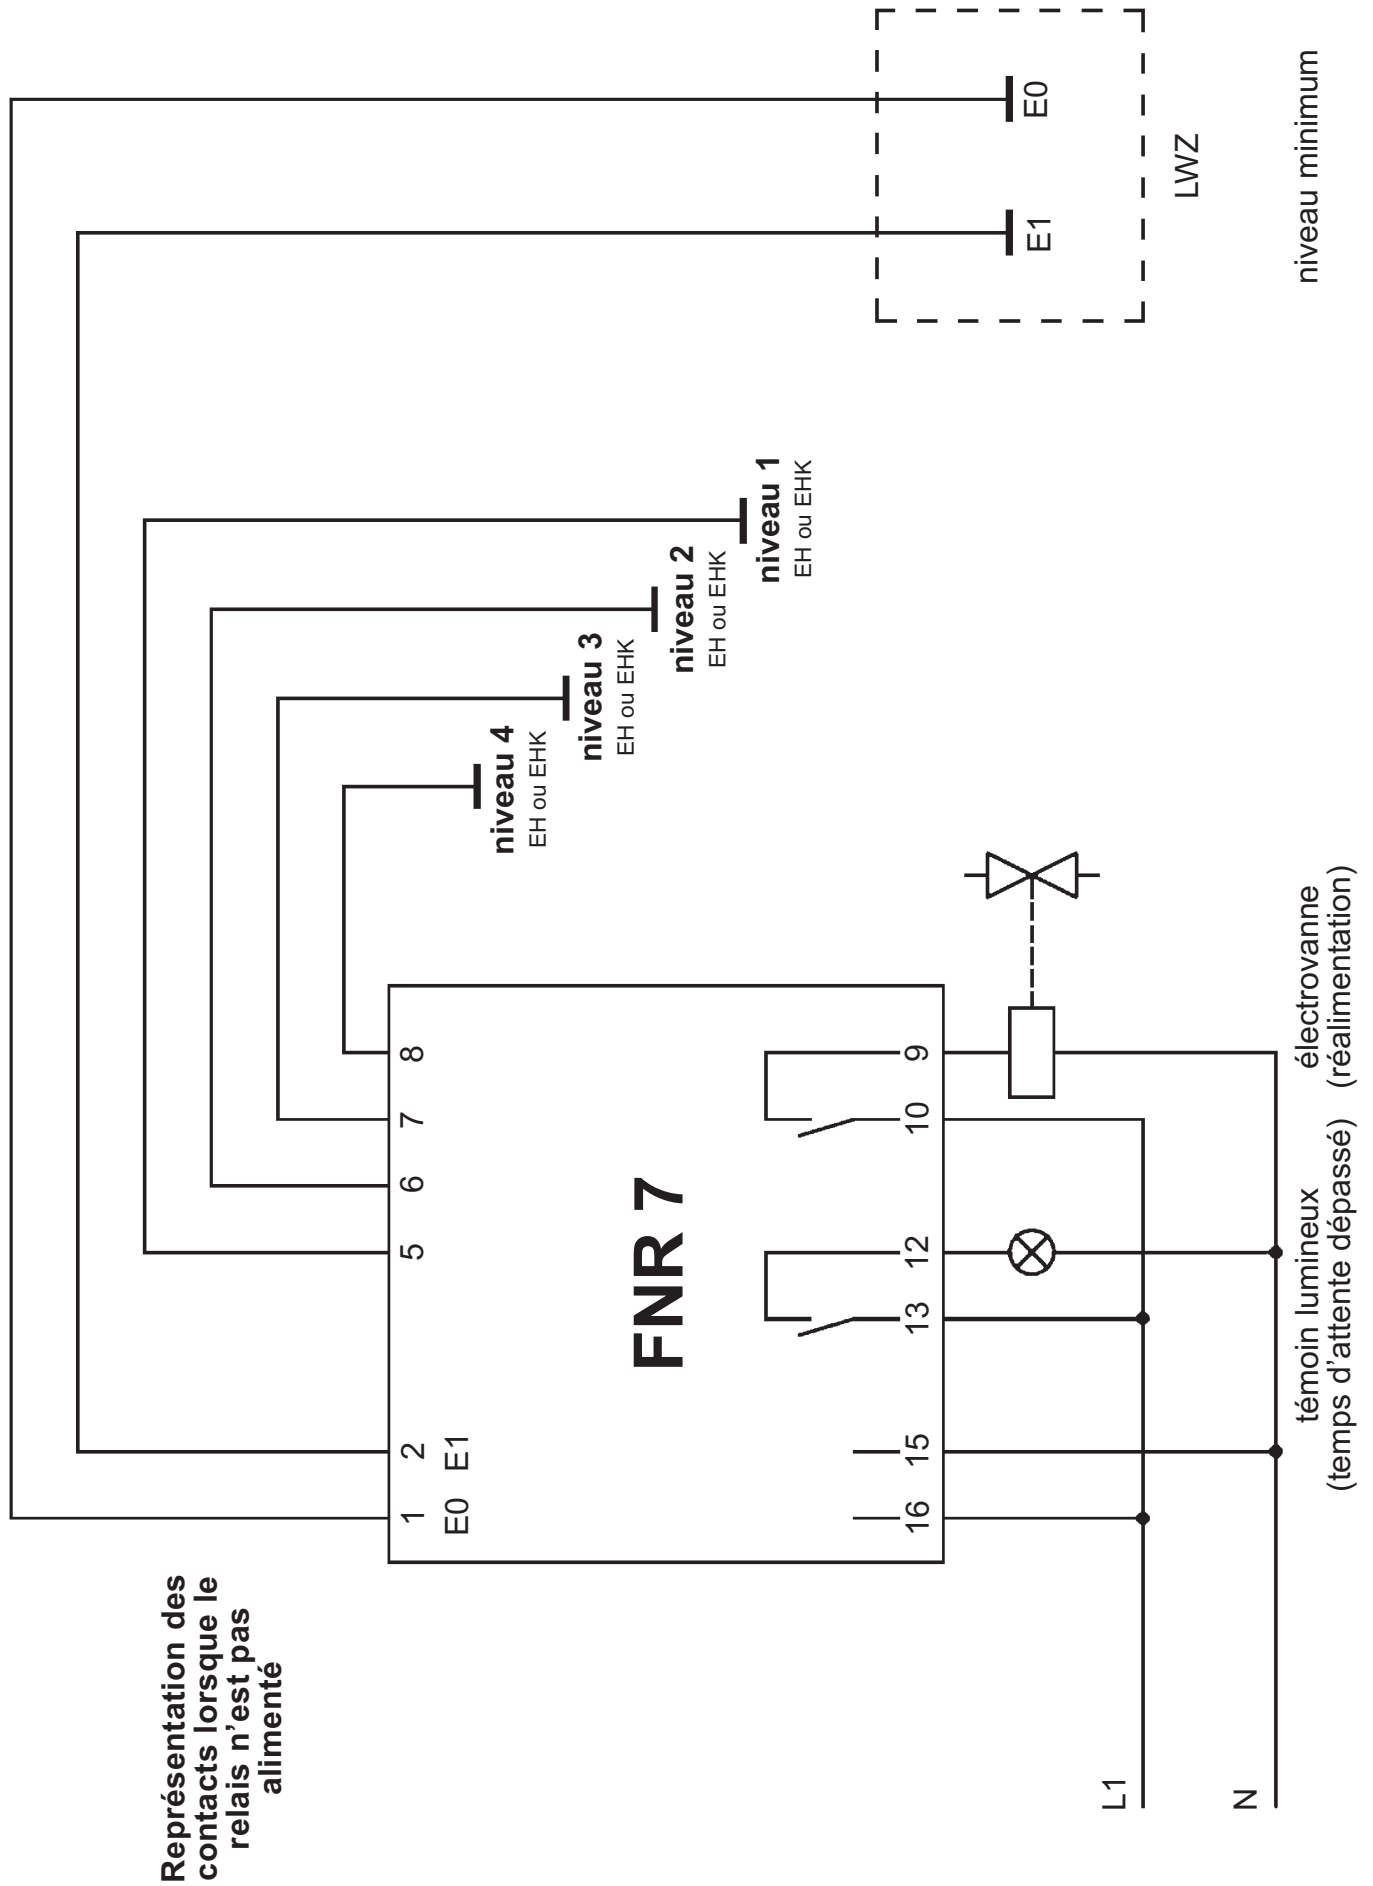 Représentation des
contacts lorsque le
relais n’est pas
alimenté
1
2
5
6
7
8
E0
E1
FNR 7
16
15
13
12
10
9
niveau 4
EH ou EHK
niveau 3
EH ou EHK
niveau 2
EH ou EHK
niveau 1
EH ou EHK
E1
E0
LWZ
L1
N
témoin lumineux
(temps d’attente dépassé)
électrovanne
(réalimentation)
niveau minimum